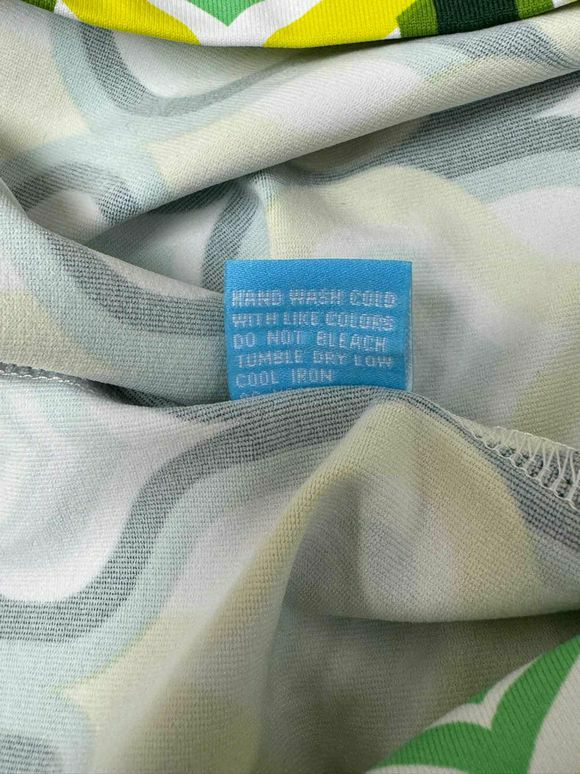 HAND WASH COLD
WITH LIKE COLORS
DO NOT BLEACH
TUMBLE DRY LOW
COOL IRON